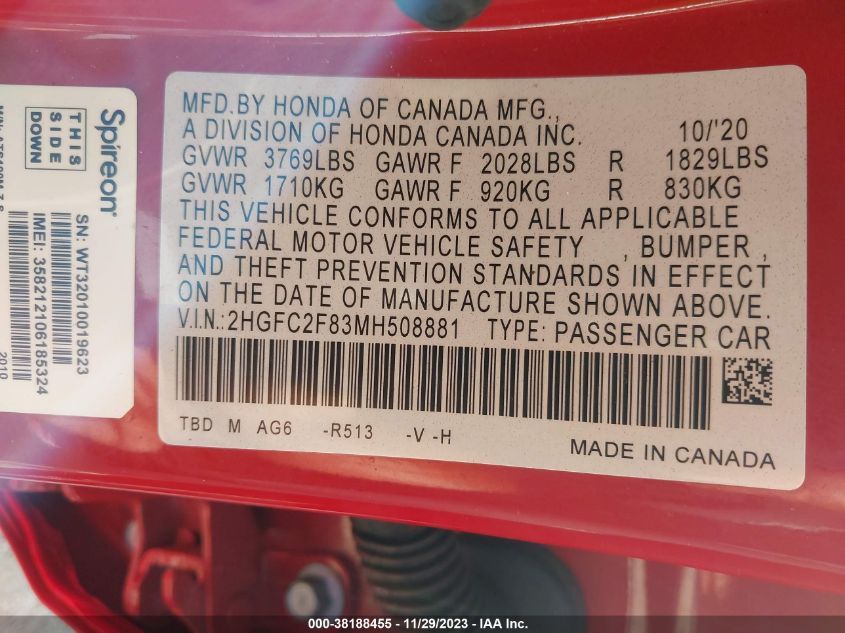 MFD.BY HONDA OF CANADA MFG.,
A DIVISION OF HONDA CANADA INC. 10/'20
GVWR 3769LBS GAWR F 2028LBS R 1829LBS
GVWR 1710KG GAWR F 920KG R 830KG
THIS VEHICLE CONFORMS TO ALL APPLICABLE
FEDERAL MOTOR VEHICLE SAFETY , BUMPER ,
AND THEFT PREVENTION STANDARDS IN EFFECT
ON THE DATE OF MANUFACTURE SHOWN ABOVE.
V.I.N.:2HGFC2F83MH508881 TYPE: PASSENGER CAR
TBD M AG6 -R513 -V -H
MADE IN CANADA
Spireon
THIS
SIDE
DOWN
SN: WT32010019623
IMEI: 358212106185324
2010
000-38188455 - 11/29/2023 - IAA Inc.